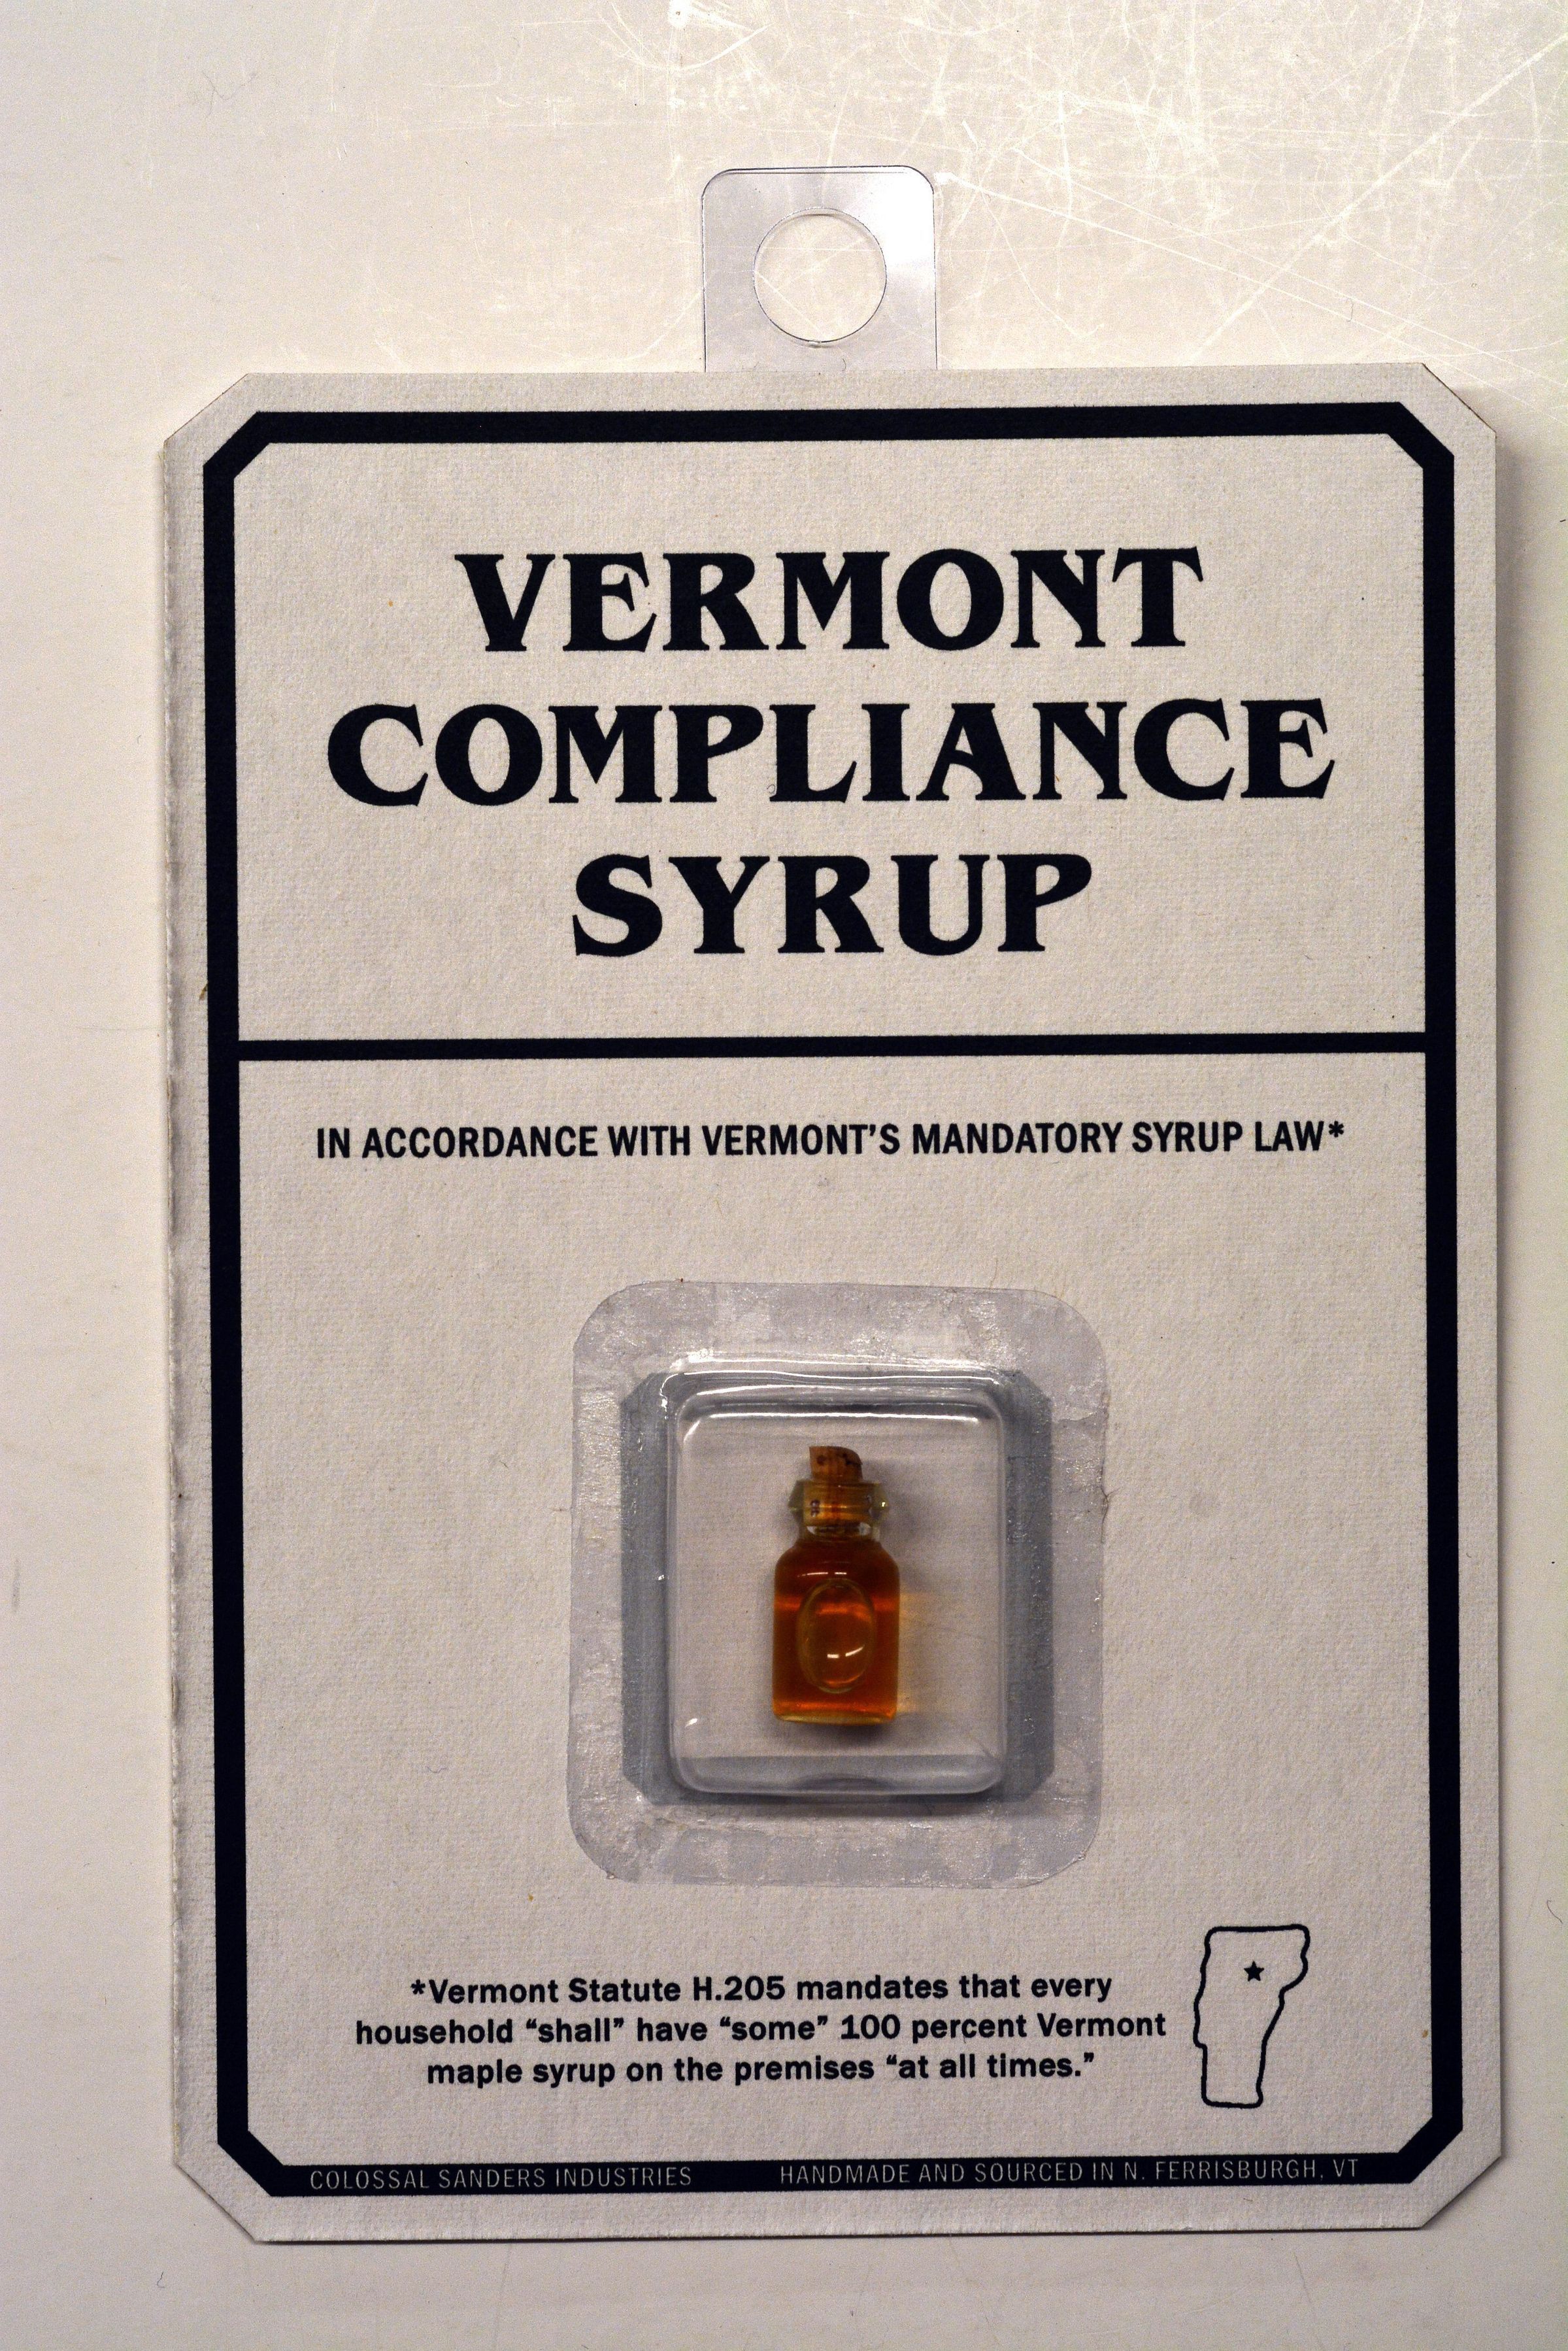 VERMONT
COMPLIANCE
SYRUP
IN ACCORDANCE WITH VERMONT'S MANDATORY SYRUP LAW*
*Vermont Statute H.205 mandates that every
household “shall” have “some” 100 percent Vermont
maple syrup on the premises “at all times.”
COLOSSAL SANDERS INDUSTRIES
HANDMADE AND SOURCED IN N. FERRISBURGH, VT